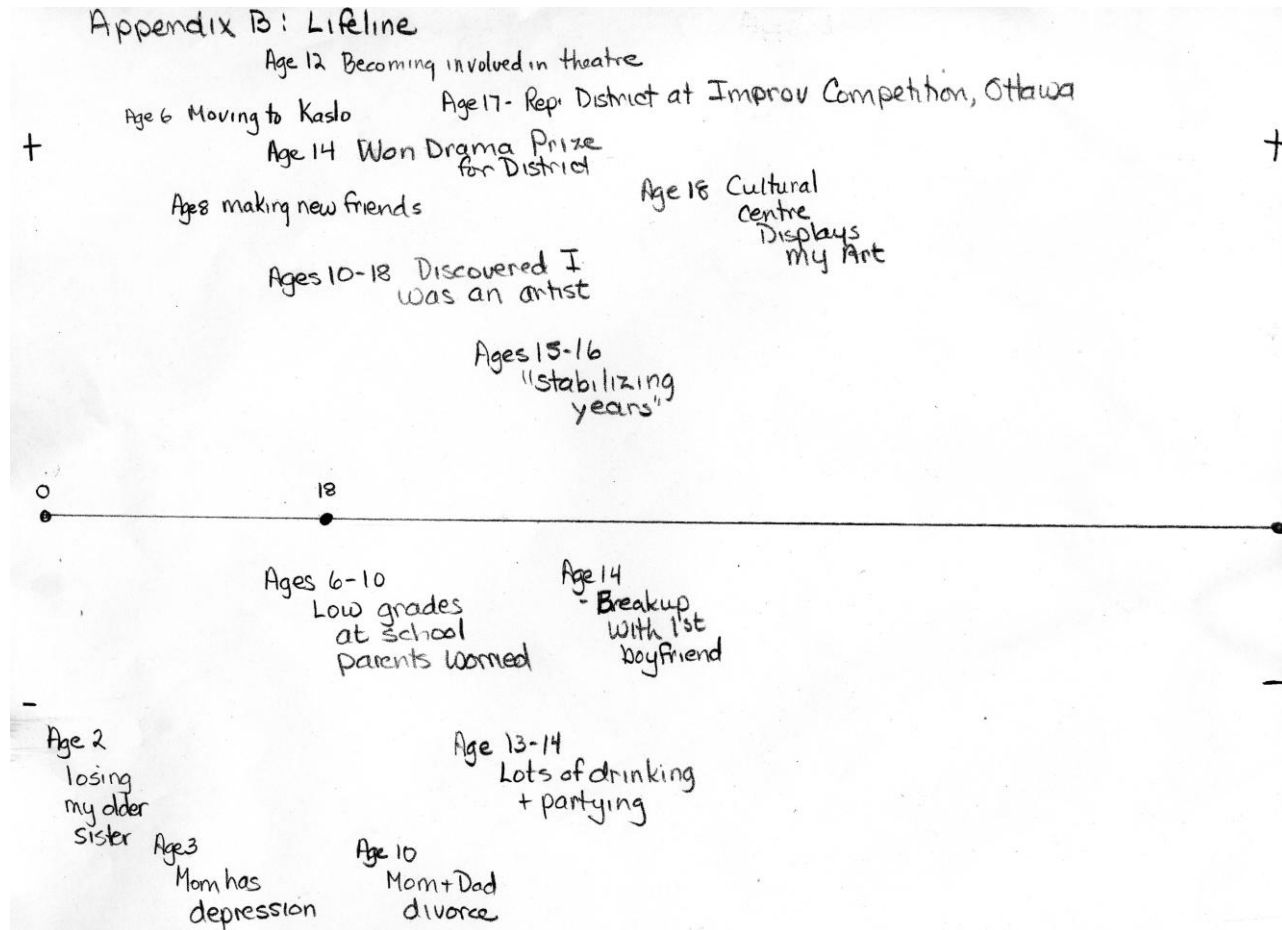 Appendix B: Lifeline
Age 12 Becoming involved in theatre
Age 17- Rep. District at Improv Competition, Ottawa
Age 6 Moving to Kaslo
+
+
Age 14 Won Drama Prize
for District
Age 18 Cultural
centre
Displays
my Art
Age 8 making new friends
Ages 10-18 Discovered I
was an artist
Ages 15-16
"stabilizing
years"
0
18
Ages 6-10
Low grades
at school
parents worried
Age 14
- Breakup
with 1st
boyfriend
-
-
Age 2
losing
my older
sister
Age 13-14
Lots of drinking
+ partying
Age 3
Mom has
depression
Age 10
Mom + Dad
divorce